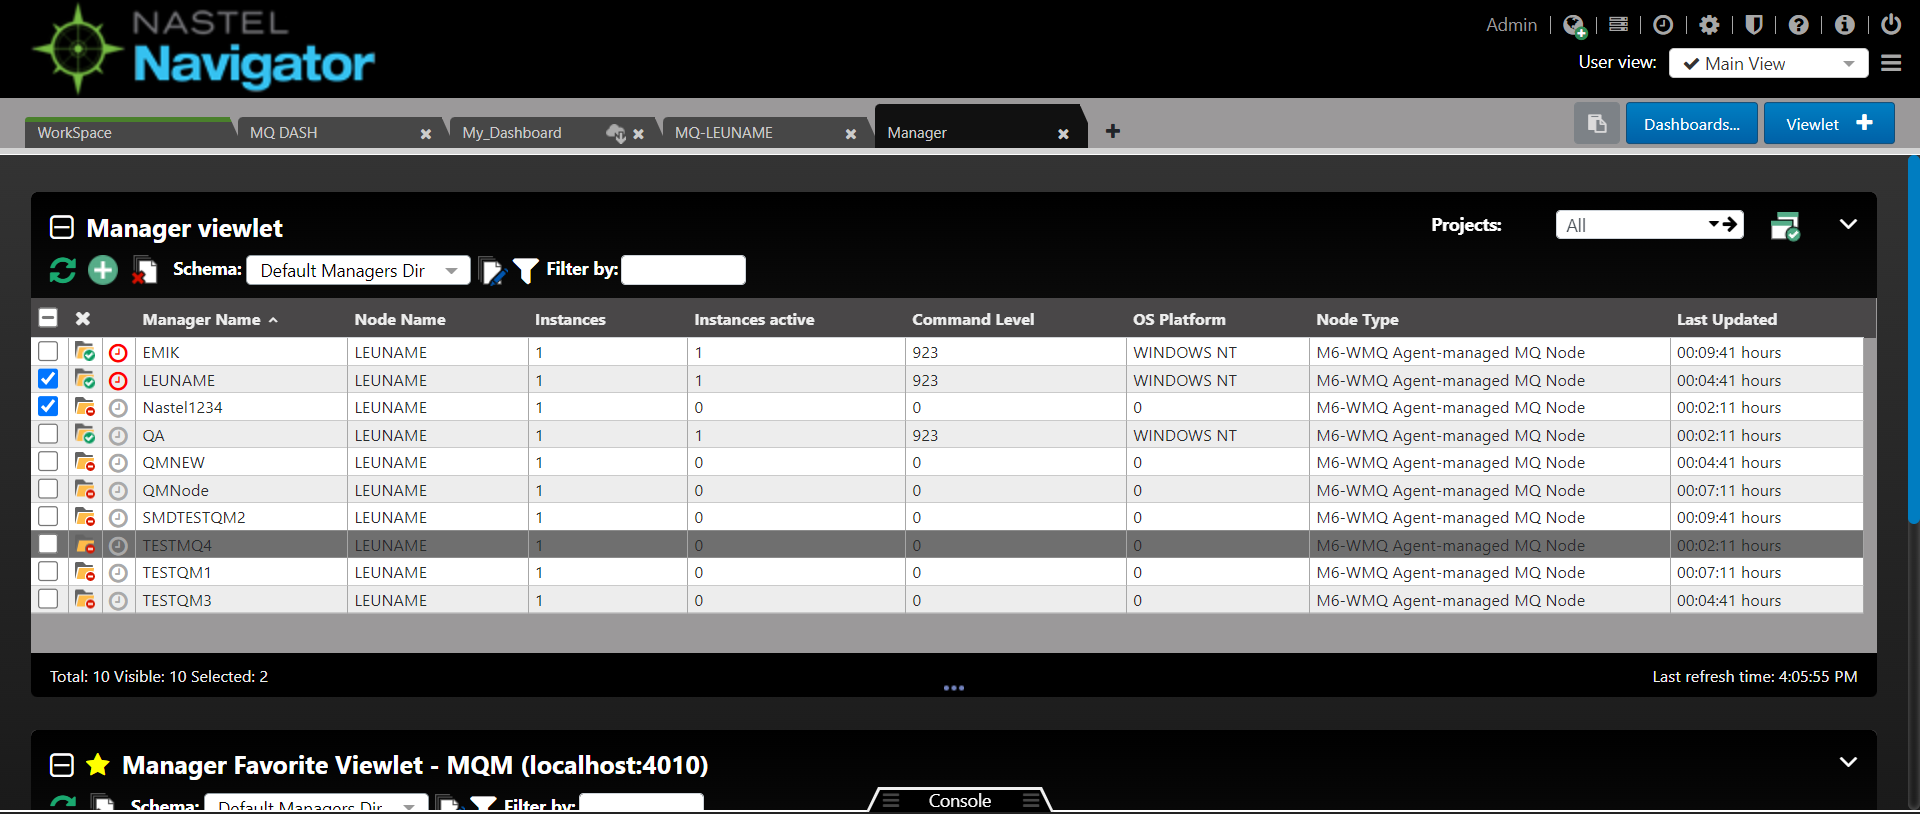 NASTEL
Navigator
Admin
User view: Main View
WorkSpace MQ DASH My_Dashboard MQ-LEUNAME Manager Dashboards... Viewlet
Manager viewlet Projects: All
Schema: Default Managers Dir Filter by:
Manager Name Node Name Instances Instances active Command Level OS Platform Node Type Last Updated
EMIK LEUNAME 1 1 923 WINDOWS NT M6-WMQ Agent-managed MQ Node 00:09:41 hours
LEUNAME LEUNAME 1 1 923 WINDOWS NT M6-WMQ Agent-managed MQ Node 00:04:41 hours
Nastel1234 LEUNAME 1 0 0 0 M6-WMQ Agent-managed MQ Node 00:02:11 hours
QA LEUNAME 1 1 923 WINDOWS NT M6-WMQ Agent-managed MQ Node 00:02:11 hours
QMNEW LEUNAME 1 0 0 0 M6-WMQ Agent-managed MQ Node 00:04:41 hours
QMNode LEUNAME 1 0 0 0 M6-WMQ Agent-managed MQ Node 00:07:11 hours
SMDTESTQM2 LEUNAME 1 0 0 0 M6-WMQ Agent-managed MQ Node 00:09:41 hours
TESTMQ4 LEUNAME 1 0 0 0 M6-WMQ Agent-managed MQ Node 00:02:11 hours
TESTQM1 LEUNAME 1 0 0 0 M6-WMQ Agent-managed MQ Node 00:07:11 hours
TESTQM3 LEUNAME 1 0 0 0 M6-WMQ Agent-managed MQ Node 00:04:41 hours
Total: 10 Visible: 10 Selected: 2 Last refresh time: 4:05:55 PM
Manager Favorite Viewlet - MQM (localhost:4010)
Schema: Default Managers Dir Filter by:
Console